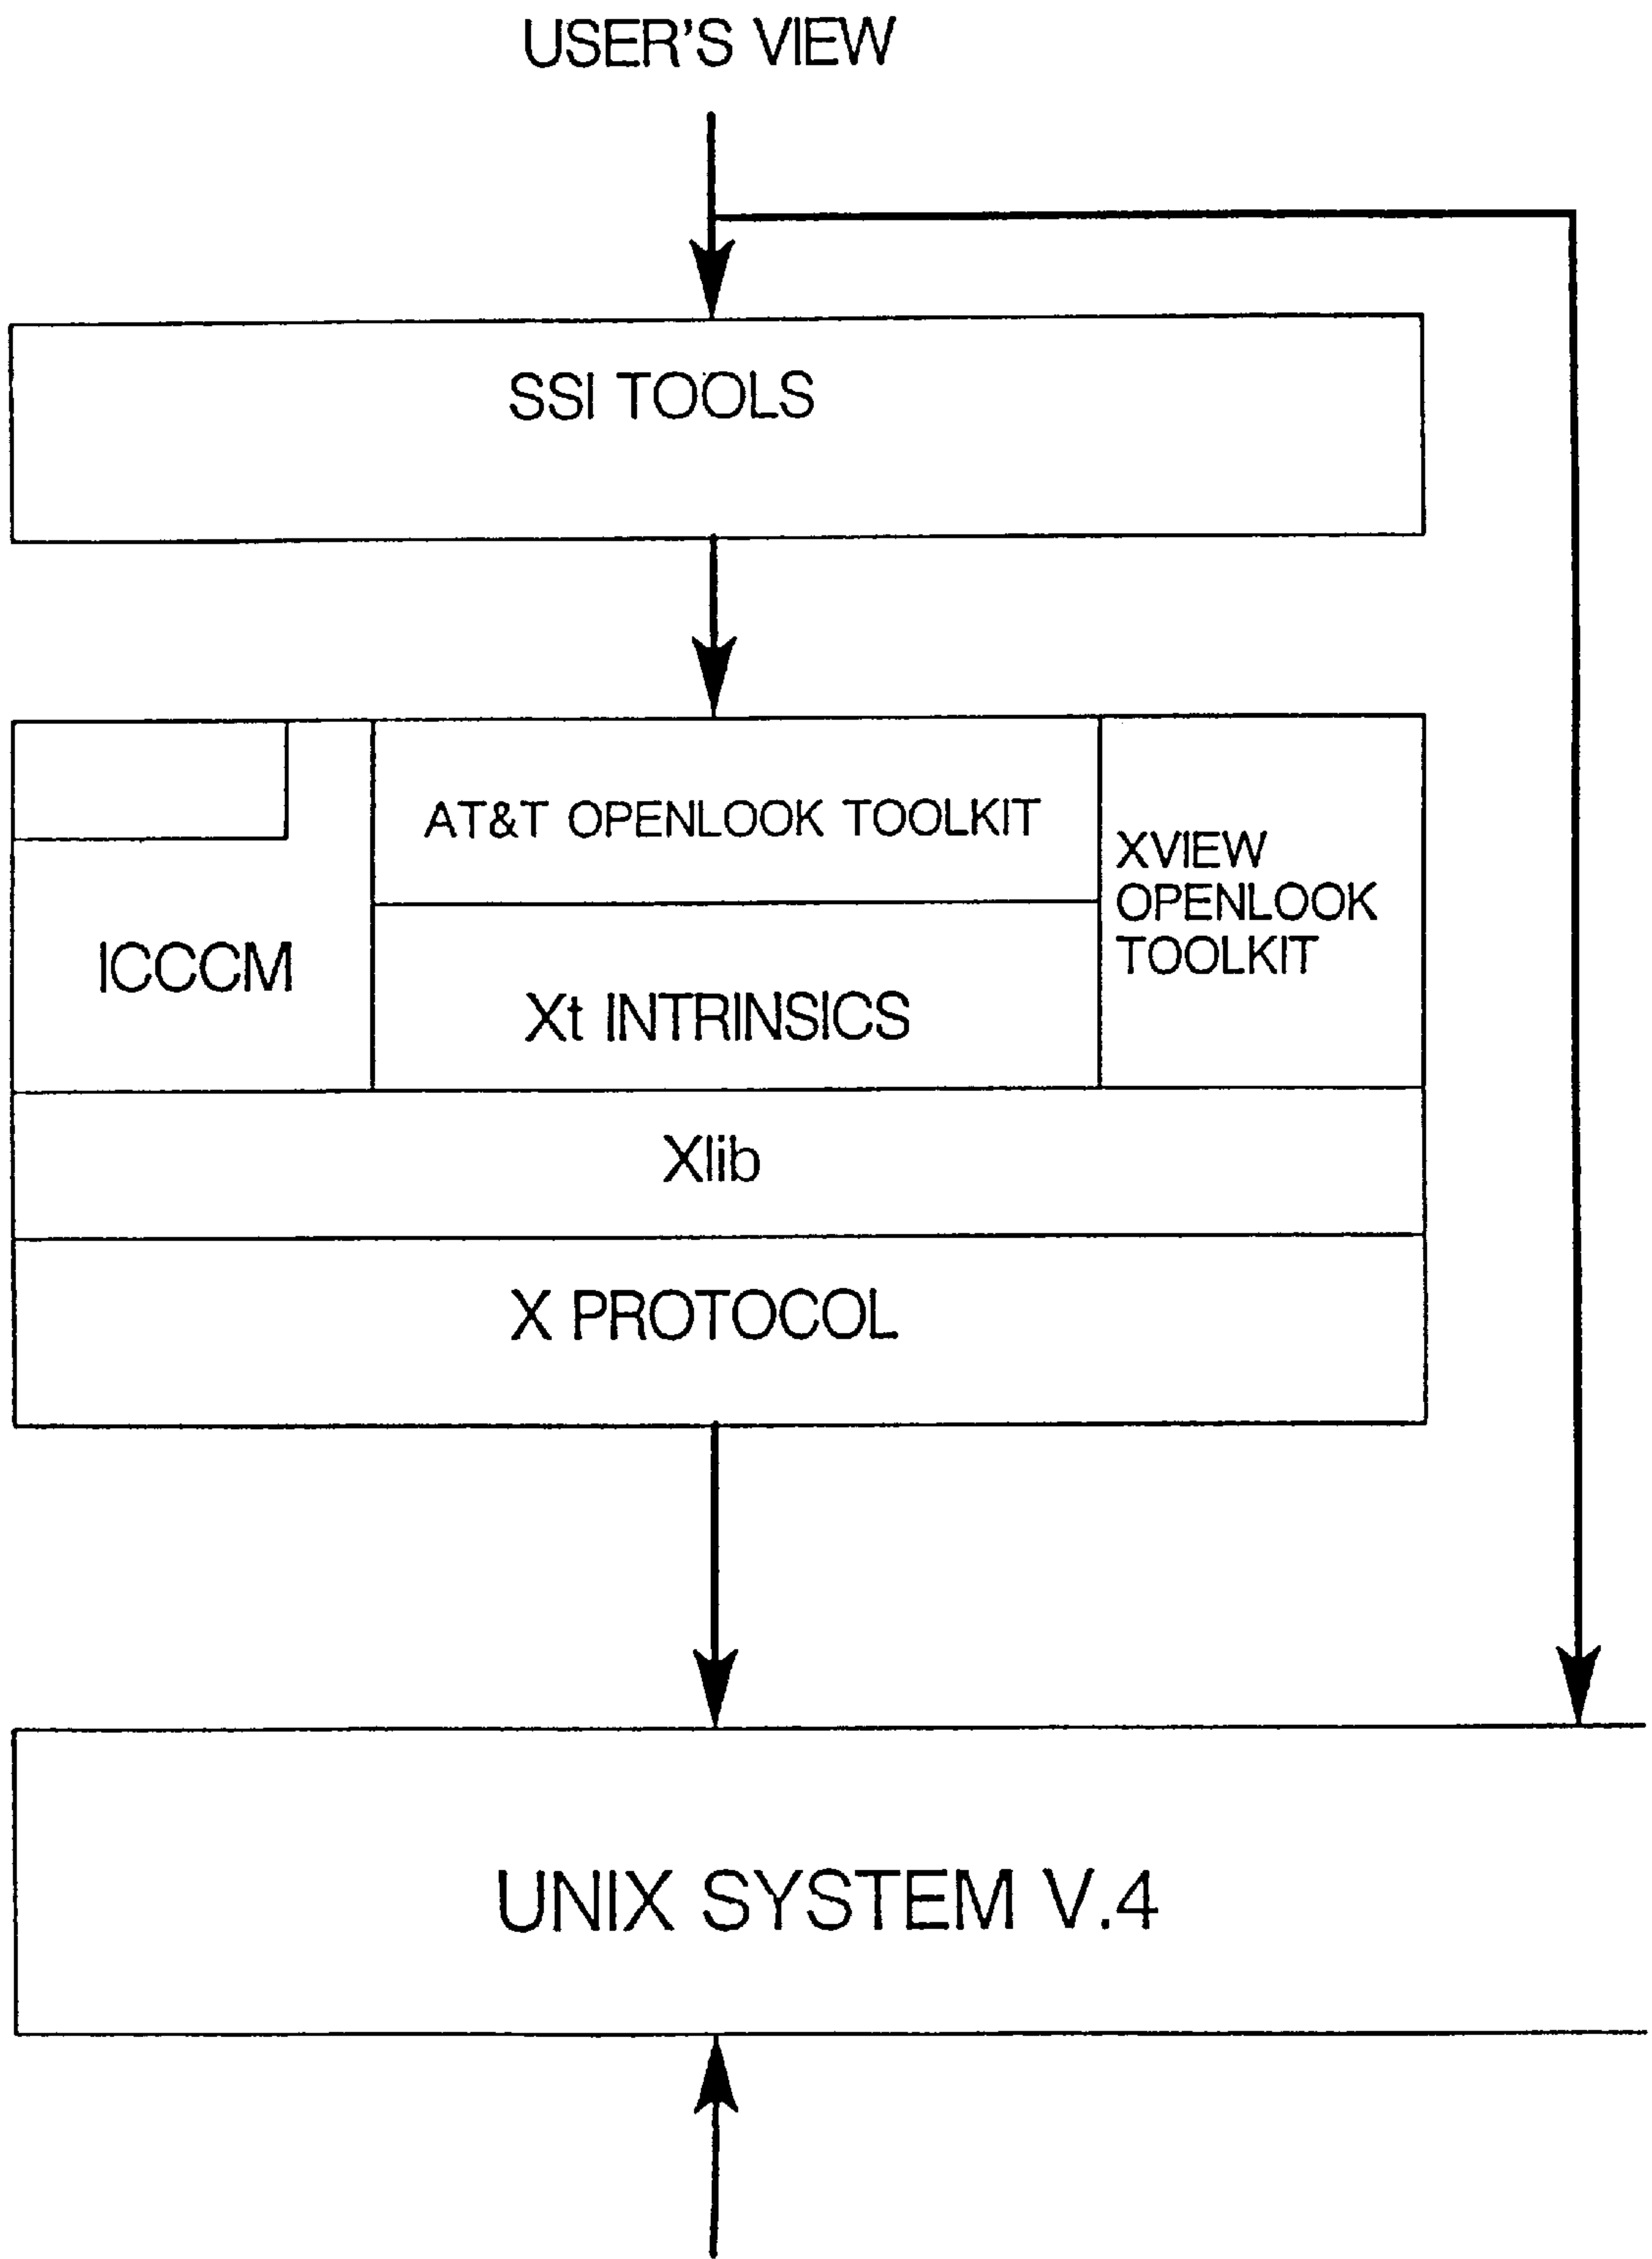 USER'S VIEW
SSI TOOLS
AT&T OPENLOOK TOOLKIT
XVIEW
OPENLOOK
TOOLKIT
ICCCM
Xt INTRINSICS
Xlib
X PROTOCOL
UNIX SYSTEM V.4